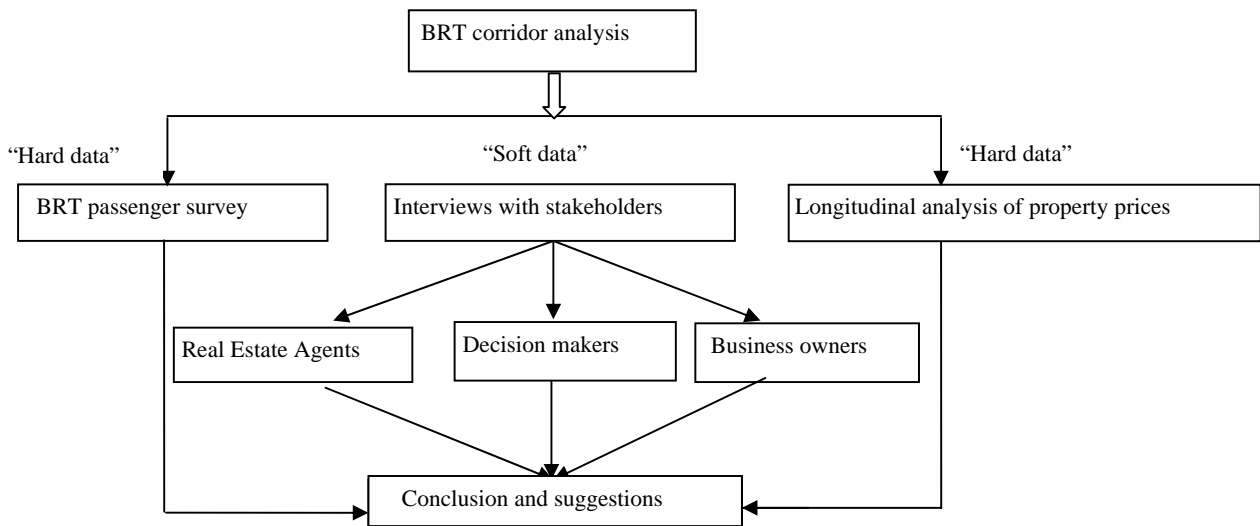 BRT corridor analysis
“Hard data”
“Soft data”
“Hard data”
BRT passenger survey
Interviews with stakeholders
Longitudinal analysis of property prices
Real Estate Agents
Decision makers
Business owners
Conclusion and suggestions